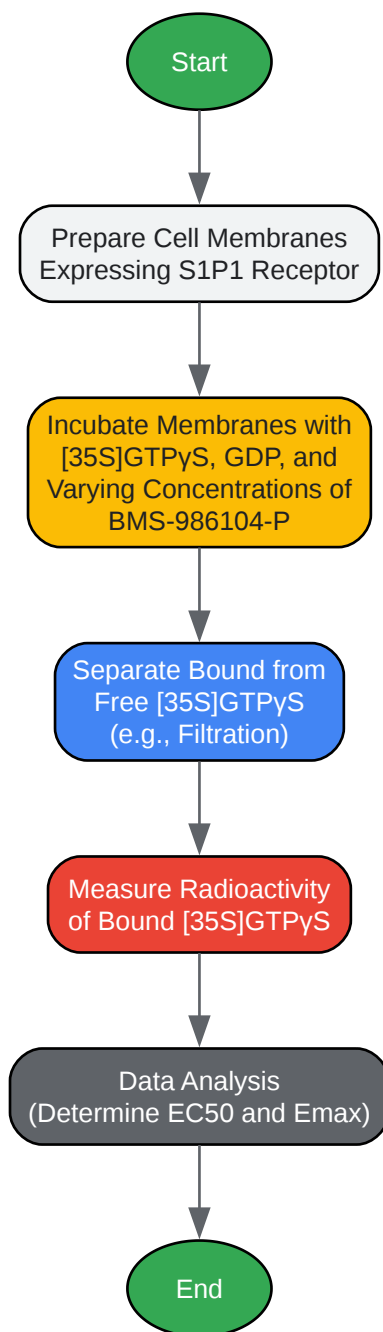 Start
Prepare Cell Membranes
Expressing S1P1 Receptor
Incubate Membranes with
[35S]GTPγS, GDP, and
Varying Concentrations of
BMS-986104-P
Separate Bound from
Free [35S]GTPγS
(e.g., Filtration)
Measure Radioactivity
of Bound [35S]GTPγS
Data Analysis
(Determine EC50 and Emax)
End